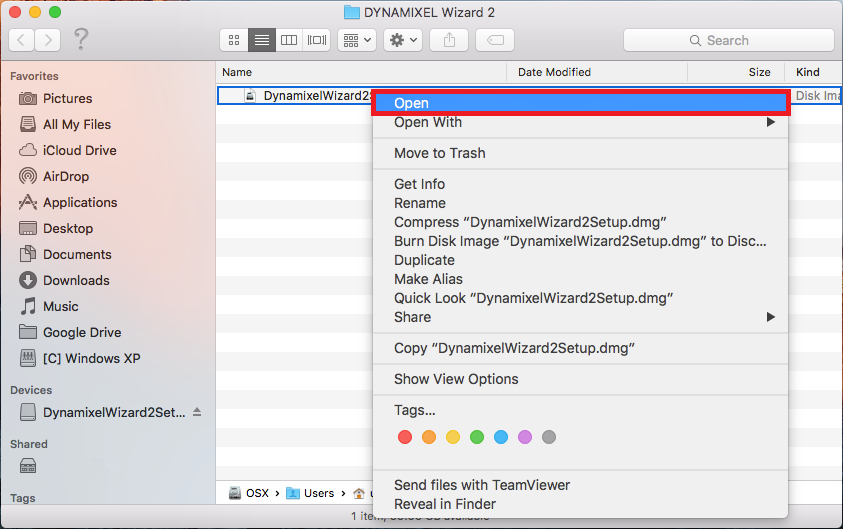 DYNAMIXEL Wizard 2
?
Search
Favorites
Pictures
All My Files
iCloud Drive
AirDrop
Applications
Desktop
Documents
Downloads
Music
Google Drive
[C] Windows XP
Devices
DynamixelWizard2Set...
Shared
Tags
Name Date Modified Size Kind
DynamixelWizard2S Disk Ima
Open
Open With
Move to Trash
Get Info
Rename
Compress “DynamixelWizard2Setup.dmg”
Burn Disk Image “DynamixelWizard2Setup.dmg” to Disc...
Duplicate
Make Alias
Quick Look “DynamixelWizard2Setup.dmg”
Share
Copy “DynamixelWizard2Setup.dmg”
Show View Options
Tags...
Send files with TeamViewer
Reveal in Finder
OSX › Users ›
1 item, available